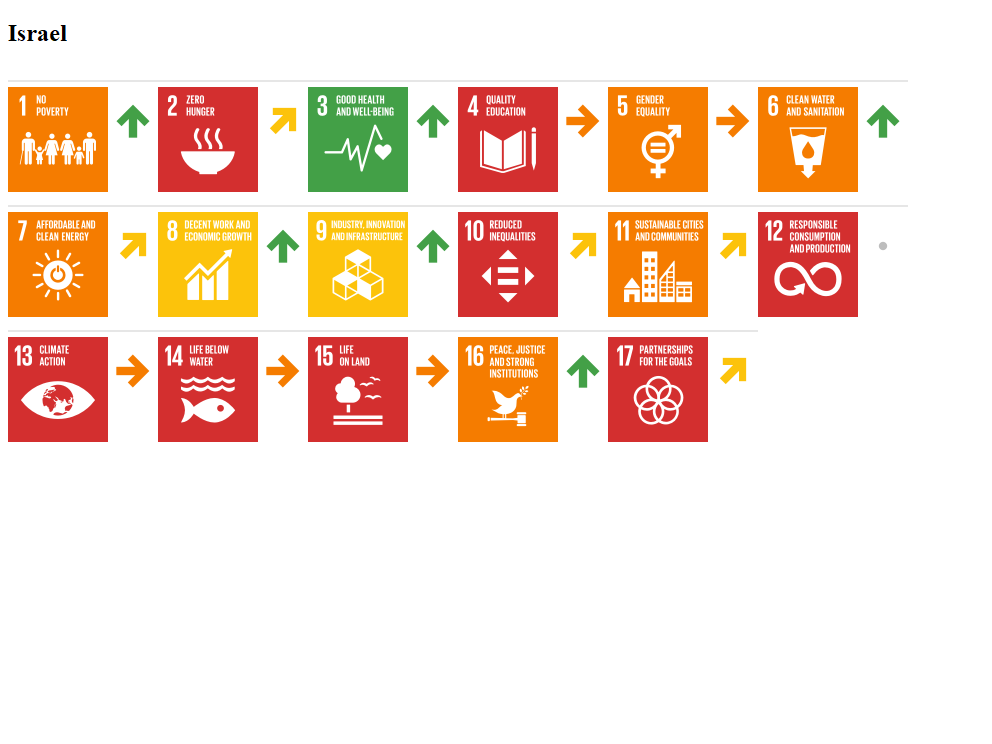 Israel
1 NO
POVERTY
2 ZERO
HUNGER
3 GOOD HEALTH
AND WELL-BEING
4 QUALITY
EDUCATION
5 GENDER
EQUALITY
6 CLEAN WATER
AND SANITATION
7 AFFORDABLE AND
CLEAN ENERGY
8 DECENT WORK AND
ECONOMIC GROWTH
9 INDUSTRY, INNOVATION
AND INFRASTRUCTURE
10 REDUCED
INEQUALITIES
11 SUSTAINABLE CITIES
AND COMMUNITIES
12 RESPONSIBLE
CONSUMPTION
AND PRODUCTION
13 CLIMATE
ACTION
14 LIFE BELOW
WATER
15 LIFE
ON LAND
16 PEACE, JUSTICE
AND STRONG
INSTITUTIONS
17 PARTNERSHIPS
FOR THE GOALS